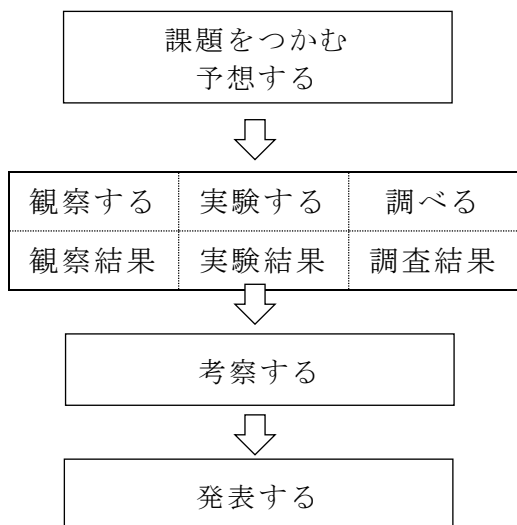 課題をつかむ
予想する
観察する 実験する 調べる
観察結果 実験結果 調査結果
考察する
発表する